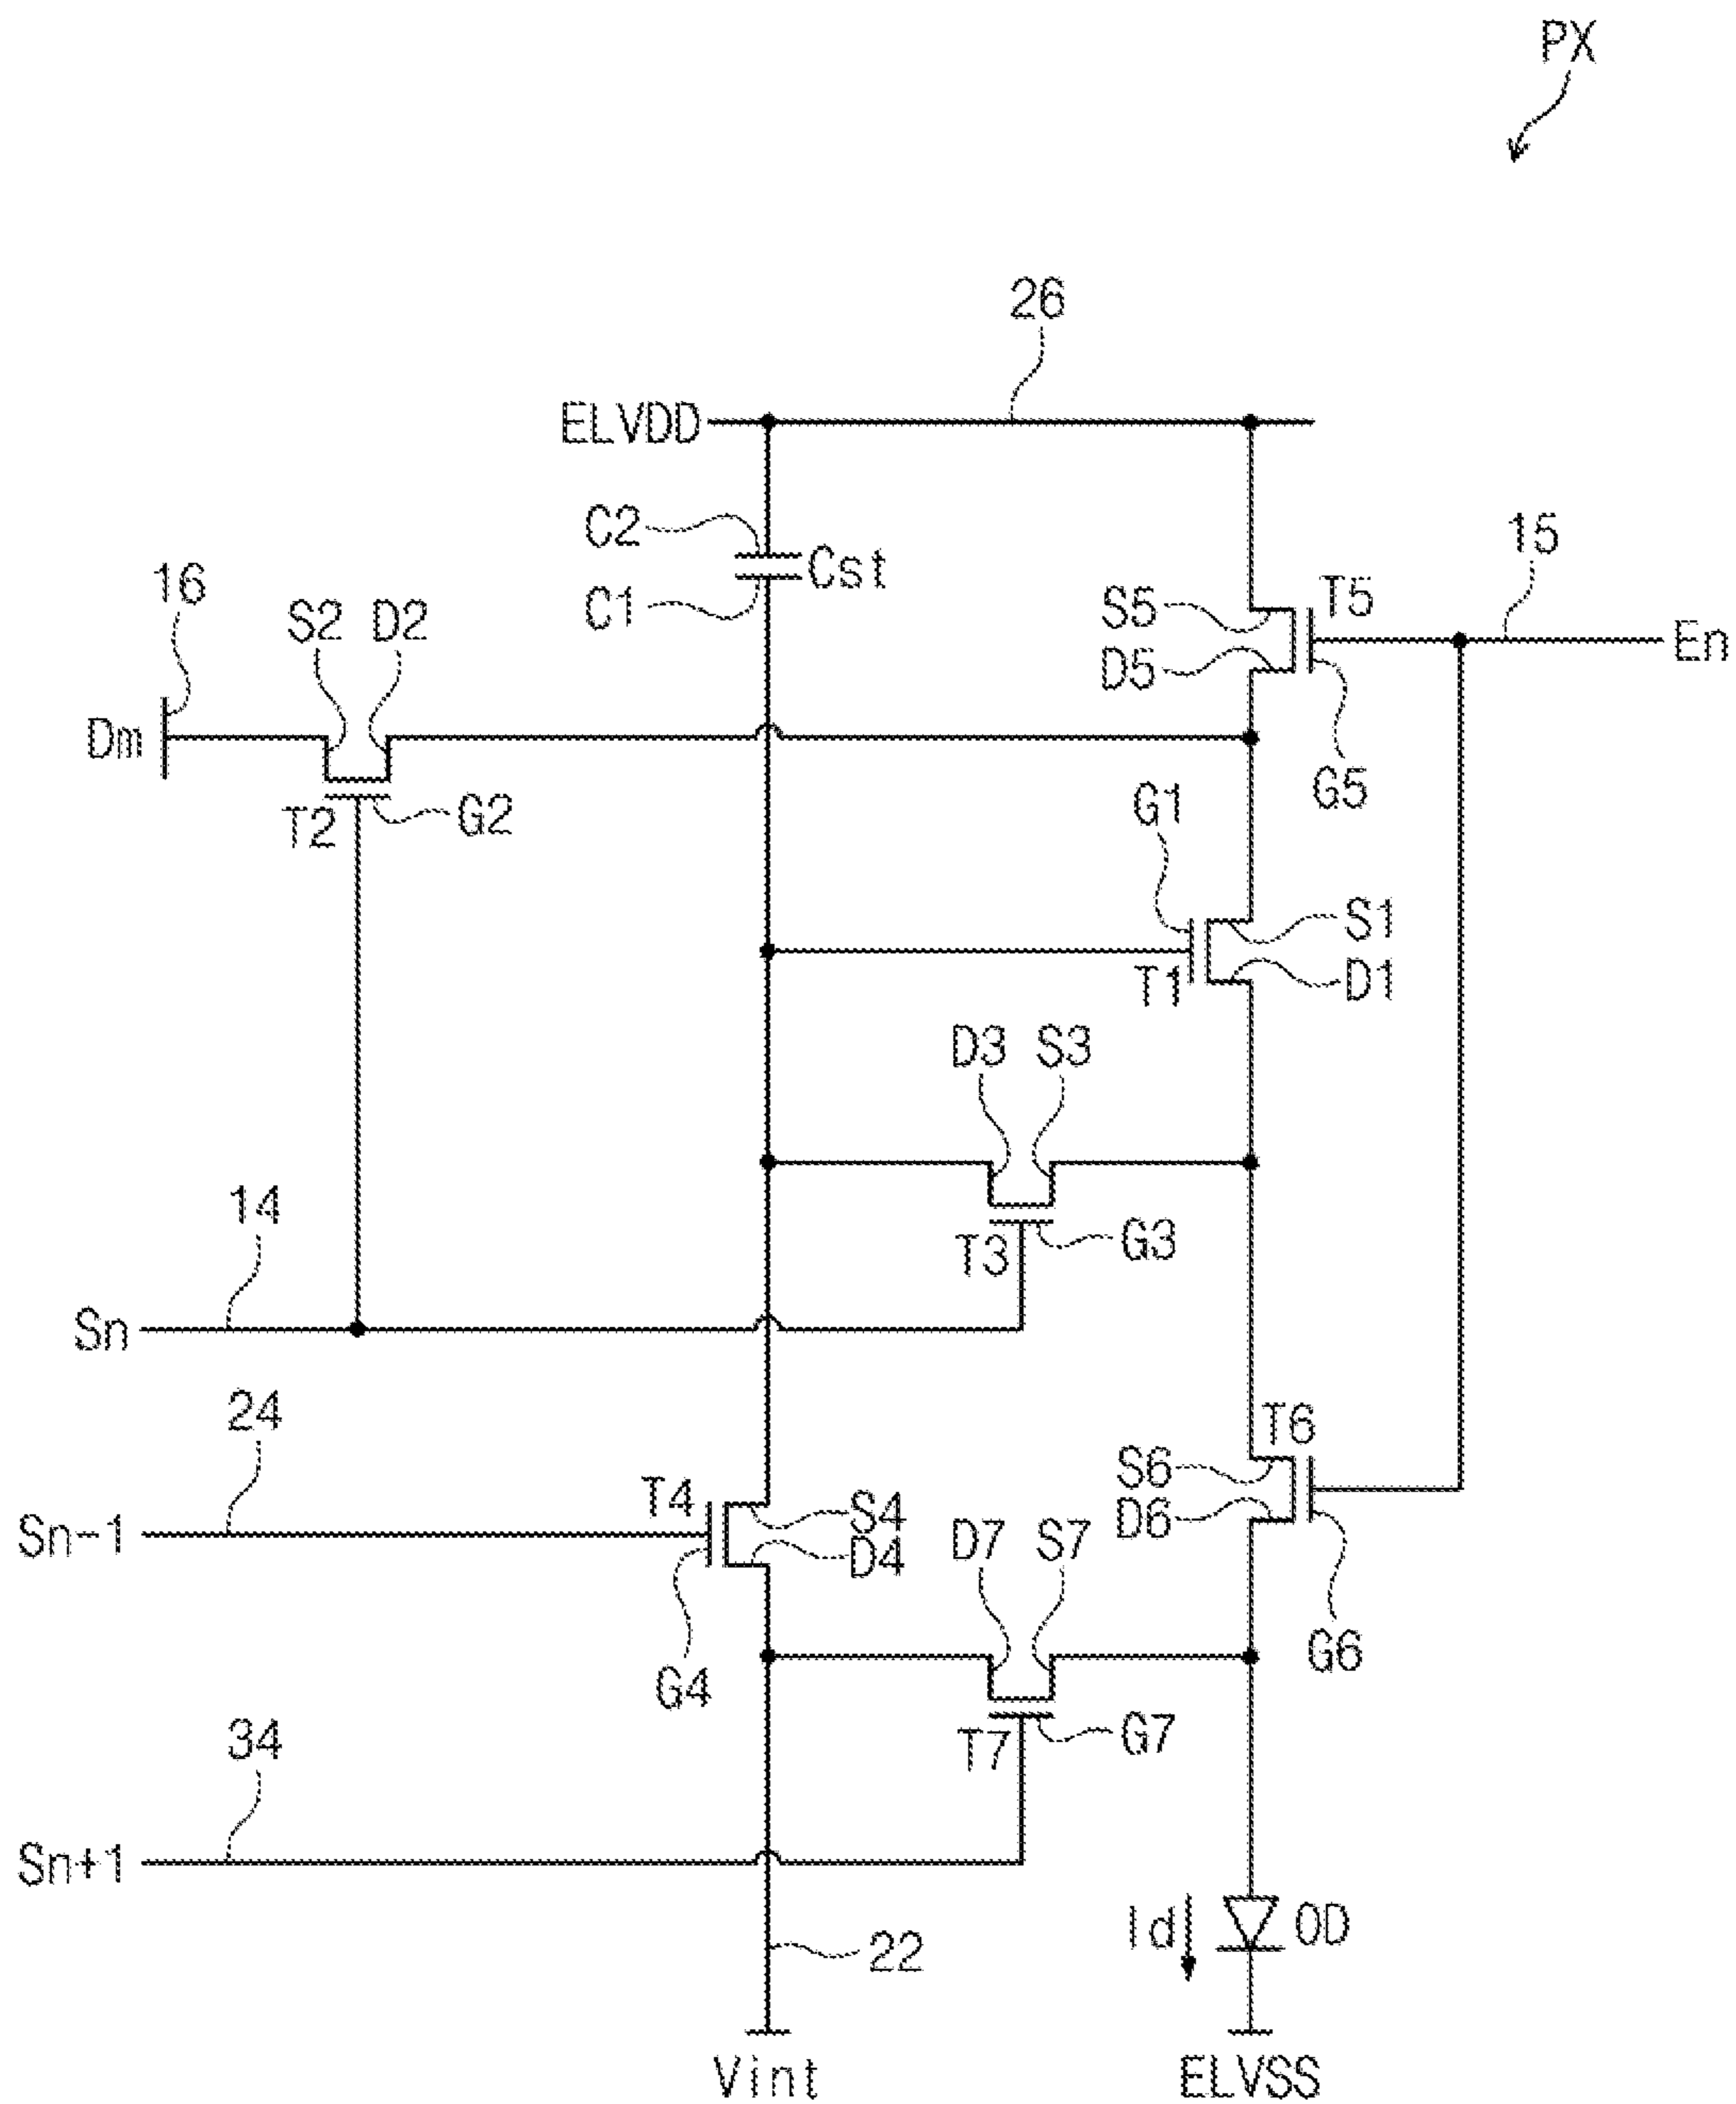 PX
26
ELVDD
C2
Cst
C1
16
S2
D2
Dm
T2
G2
15
T5
S5
D5
En
G5
G1
S1
T1
D1
D3
S3
14
T3
G3
Sn
24
T6
T4
S4
S6
Sn-1
D4
D6
D7
S7
G4
G6
34
T7
G7
Sn+1
Id
OD
22
Vint
ELVSS